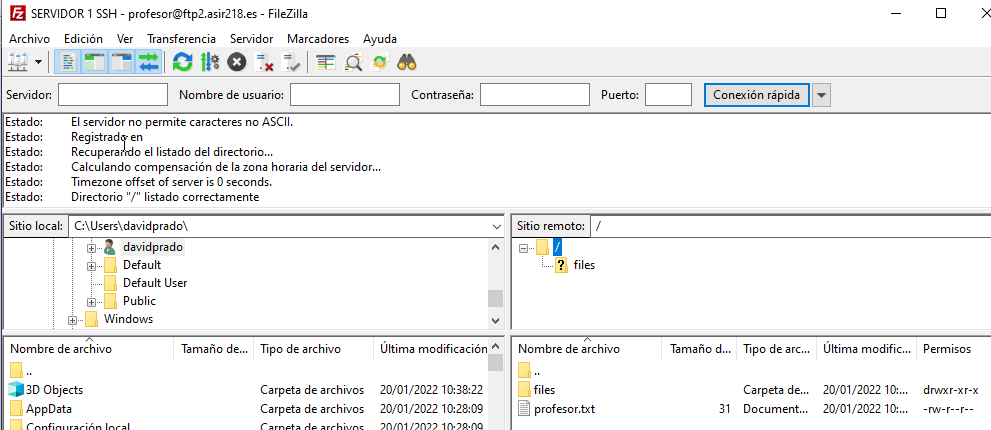 SERVIDOR 1 SSH - profesor@ftp2.asir218.es - FileZilla
Archivo Edición Ver Transferencia Servidor Marcadores Ayuda
Servidor: Nombre de usuario: Contraseña: Puerto: Conexión rápida
Estado: El servidor no permite caracteres no ASCII.
Estado: Registrado en
Estado: Recuperando el listado del directorio...
Estado: Calculando compensación de la zona horaria del servidor...
Estado: Timezone offset of server is 0 seconds.
Estado: Directorio "/" listado correctamente
Sitio local: C:\Users\davidprado\
davidprado
Default
Default User
Public
Windows
Sitio remoto: /
/
? files
Nombre de archivo Tamaño de... Tipo de archivo Última modificación
..
3D Objects Carpeta de archivos 20/01/2022 10:38:22
AppData Carpeta de archivos 20/01/2022 10:28:09
Configuración local Carpeta de archivos 20/01/2022 10:28:09
Nombre de archivo Tamaño d... Tipo de arc... Última modific... Permisos
..
files Carpeta de... 20/01/2022 10:... drwxr-xr-x
profesor.txt 31 Document... 20/01/2022 10:... -rw-r--r--